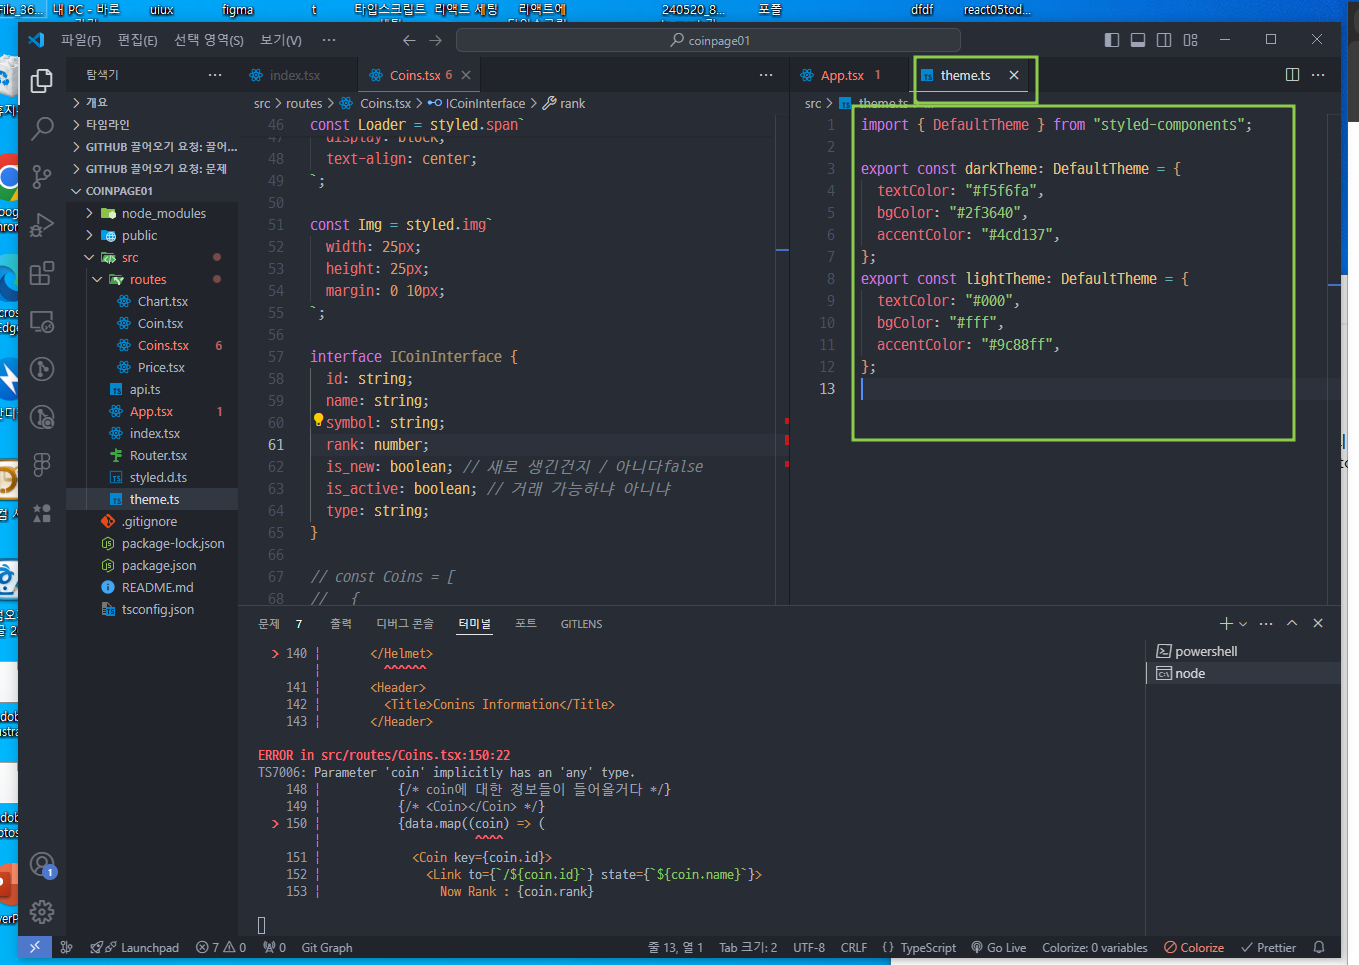 File_36... 내 PC - 바로 uiux figma t 타입스크립트 리액트 세팅 리액트에 240520_8... 포폴 dfdf react05tod...
파일(F) 편집(E) 선택 영역(S) 보기(V) ··· coinpage01
탐색기 ···
개요
타임라인
GITHUB 끌어오기 요청: 끌어...
GITHUB 끌어오기 요청: 문제
COINPAGE01
node_modules
public
src
routes
Chart.tsx
Coin.tsx
Coins.tsx 6
Price.tsx
api.ts
App.tsx 1
index.tsx
Router.tsx
styled.d.ts
theme.ts
.gitignore
package-lock.json
package.json
README.md
tsconfig.json
index.tsx Coins.tsx 6 ···
src > routes > Coins.tsx > ICoinInterface > rank
46 const Loader = styled.span`
47 display: block;
48 text-align: center;
49 `;
50
51 const Img = styled.img`
52 width: 25px;
53 height: 25px;
54 margin: 0 10px;
55 `;
56
57 interface ICoinInterface {
58 id: string;
59 name: string;
60 symbol: string;
61 rank: number;
62 is_new: boolean; // 새로 생긴건지 / 아니다false
63 is_active: boolean; // 거래 가능하냐 아니냐
64 type: string;
65 }
66
67 // const Coins = [
68 // {
App.tsx 1 theme.ts ···
src > theme.ts
1 import { DefaultTheme } from "styled-components";
2
3 export const darkTheme: DefaultTheme = {
4 textColor: "#f5f6fa",
5 bgColor: "#2f3640",
6 accentColor: "#4cd137",
7 };
8 export const lightTheme: DefaultTheme = {
9 textColor: "#000",
10 bgColor: "#fff",
11 accentColor: "#9c88ff",
12 };
13
문제 7 출력 디버그 콘솔 터미널 포트 GITLENS
> 140 | </Helmet>
| ^^^^^^
141 | <Header>
142 | <Title>Conins Information</Title>
143 | </Header>
ERROR in src/routes/Coins.tsx:150:22
TS7006: Parameter 'coin' implicitly has an 'any' type.
148 | {/* coin에 대한 정보들이 들어올거다 */}
149 | {/* <Coin></Coin> */}
> 150 | {data.map((coin) => (
| ^^^^
151 | <Coin key={coin.id}>
152 | <Link to={`/${coin.id}`} state={`${coin.name}`}>
153 | Now Rank : {coin.rank}
powershell
node
Launchpad 7 0 0 Git Graph 줄 13, 열 1 Tab 크기: 2 UTF-8 CRLF {} TypeScript Go Live Colorize: 0 variables Colorize Prettier
1